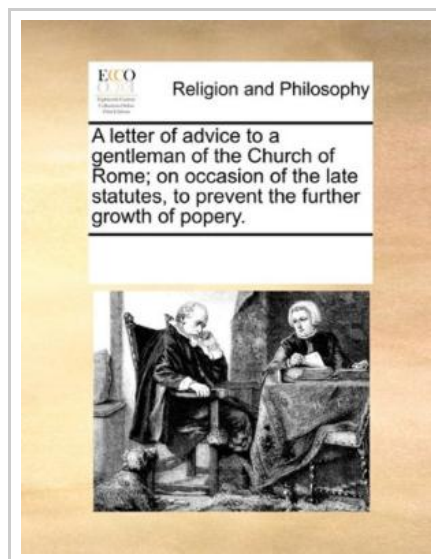 ECCO
Religion and Philosophy
A letter of advice to a
gentleman of the Church of
Rome; on occasion of the late
statutes, to prevent the further
growth of popery.